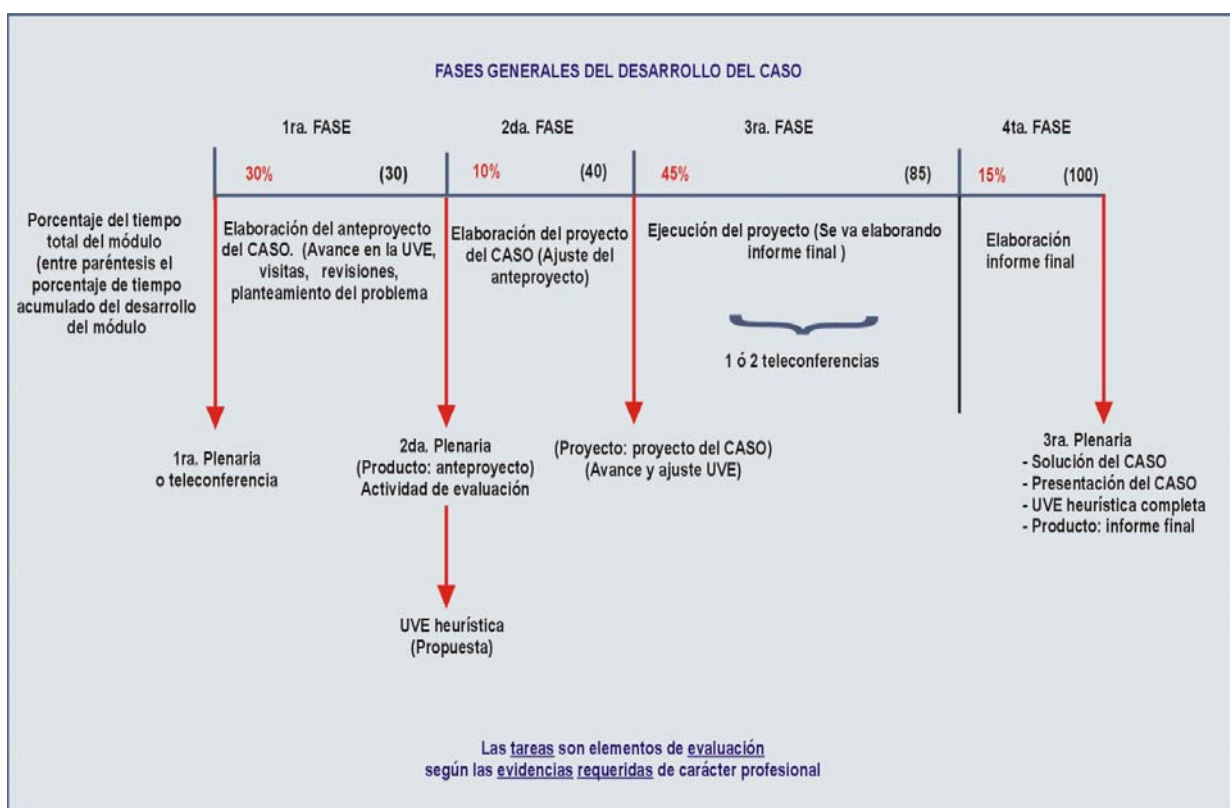 FASES GENERALES DEL DESARROLLO DEL CASO
1ra. FASE
2da. FASE
3ra. FASE
4ta. FASE
30%
(30)
10%
(40)
45%
(85)
15%
(100)
Porcentaje del tiempo
total del módulo
(entre paréntesis el
porcentaje de tiempo
acumulado del desarrollo
del módulo
Elaboración del anteproyecto
del CASO. (Avance en la UVE,
visitas, revisiones,
planteamiento del problema
Elaboración del proyecto
del CASO (Ajuste del
anteproyecto)
Ejecución del proyecto (Se va elaborando
informe final )
Elaboración
informe final
1 ó 2 teleconferencias
1ra. Plenaria
o teleconferencia
2da. Plenaria
(Producto: anteproyecto)
Actividad de evaluación
(Proyecto: proyecto del CASO)
(Avance y ajuste UVE)
3ra. Plenaria
- Solución del CASO
- Presentación del CASO
- UVE heurística completa
- Producto: informe final
UVE heurística
(Propuesta)
Las tareas son elementos de evaluación
según las evidencias requeridas de carácter profesional